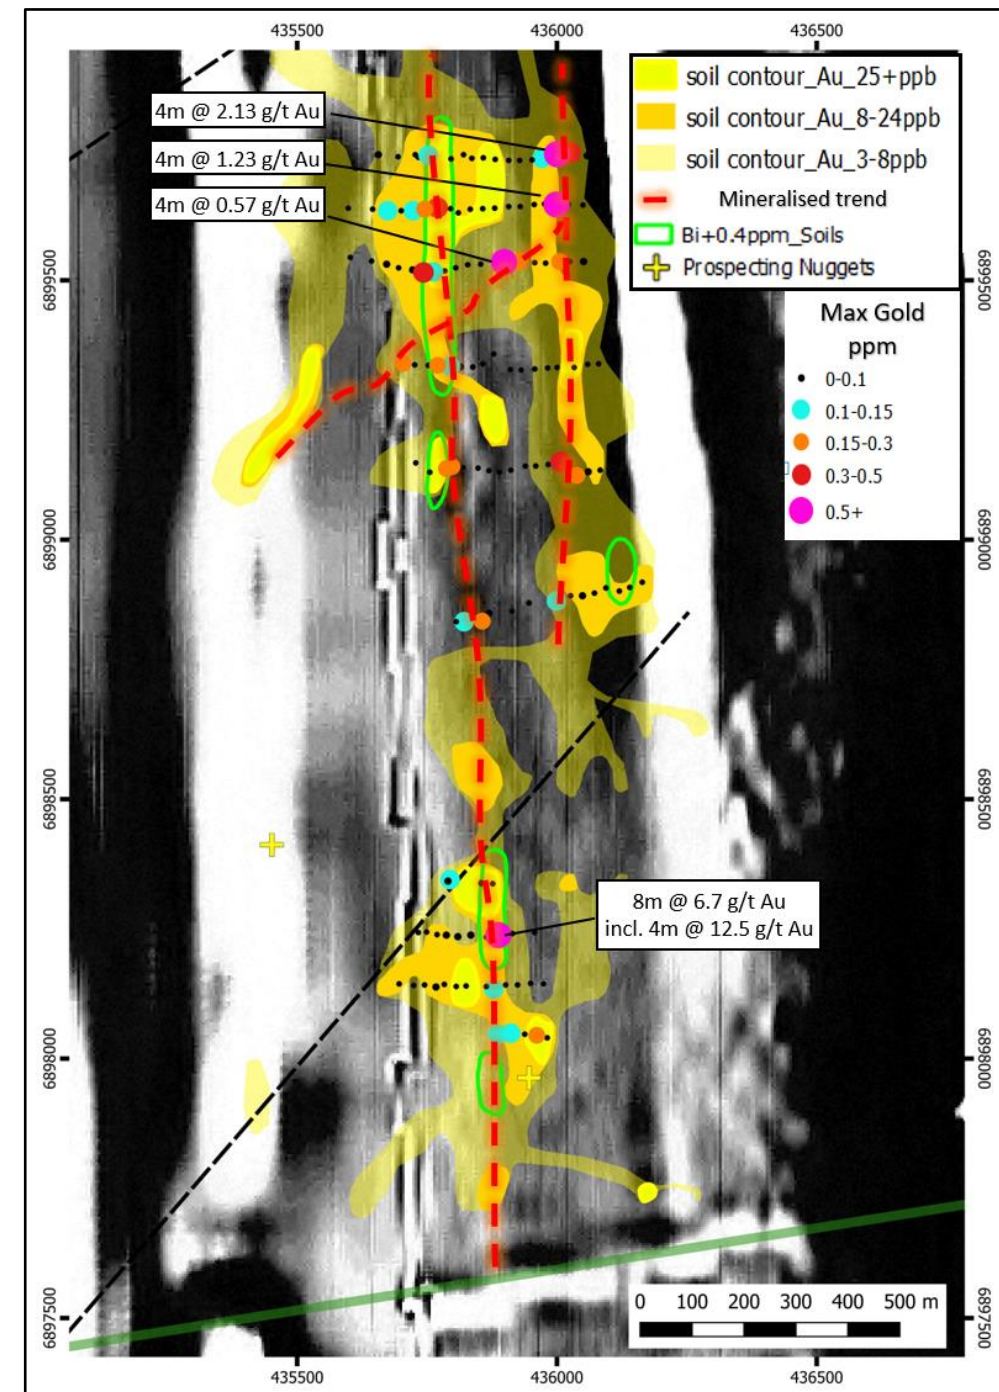 435500
436000
436500
soil contour_Au_25+ppb
soil contour_Au_8-24ppb
soil contour_Au_3-8ppb
Mineralised trend
Bi+0.4ppm_Soils
Prospecting Nuggets
4m @ 2.13 g/t Au
4m @ 1.23 g/t Au
4m @ 0.57 g/t Au
Max Gold
ppm
0-0.1
0.1-0.15
0.15-0.3
0.3-0.5
0.5+
6899500
6899500
6899000
6899000
6898500
6898500
8m @ 6.7 g/t Au
incl. 4m @ 12.5 g/t Au
6898000
6898000
6897500
6897500
0 100 200 300 400 500 m
435500
436000
436500